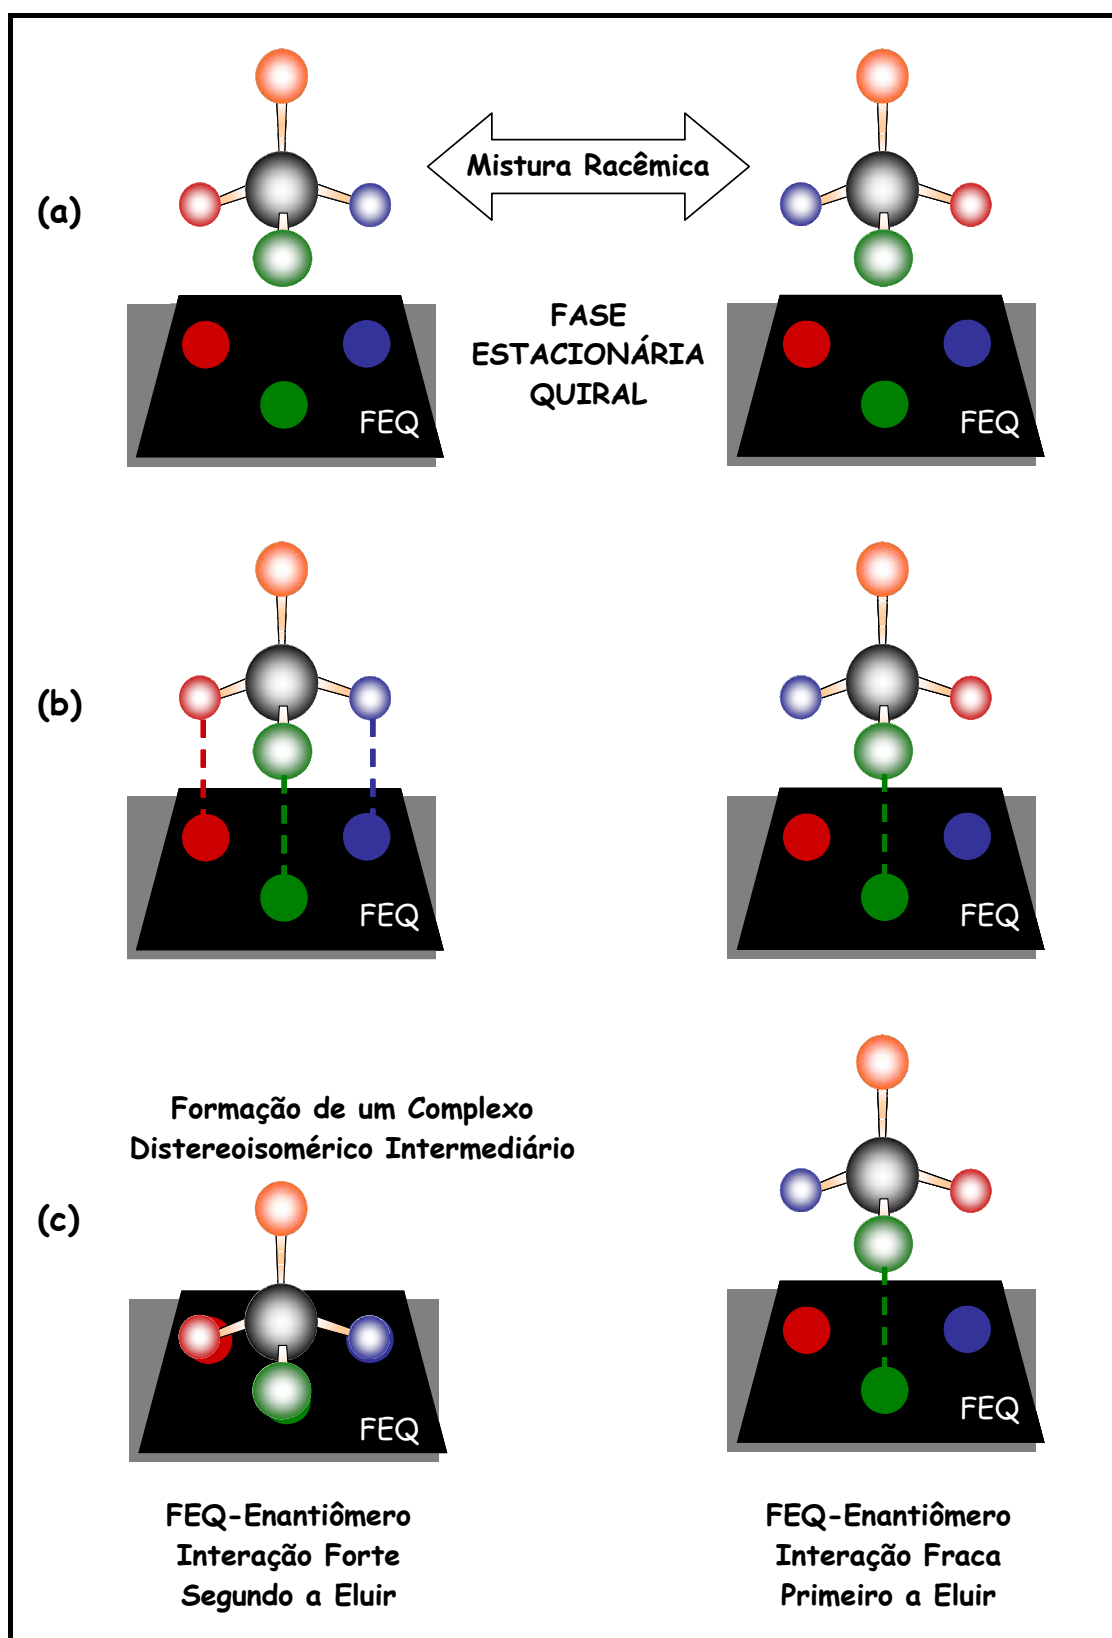 (a)
Mistura Racêmica
FASE
ESTACIONÁRIA
QUIRAL
FEQ
FEQ
(b)
FEQ
FEQ
Formação de um Complexo
Distereoisomérico Intermediário
(c)
FEQ
FEQ
FEQ-Enantiômero
Interação Forte
Segundo a Eluir
FEQ-Enantiômero
Interação Fraca
Primeiro a Eluir